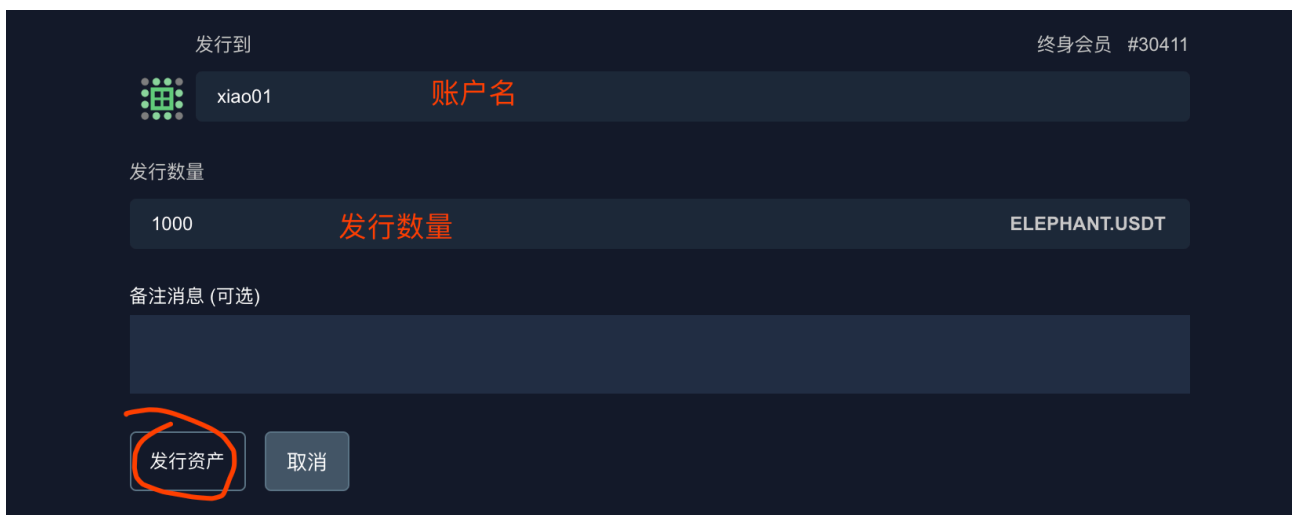 发行到 终身会员 #30411
xiao01 账户名
发行数量
1000 发行数量 ELEPHANT.USDT
备注消息 (可选)
发行资产 取消